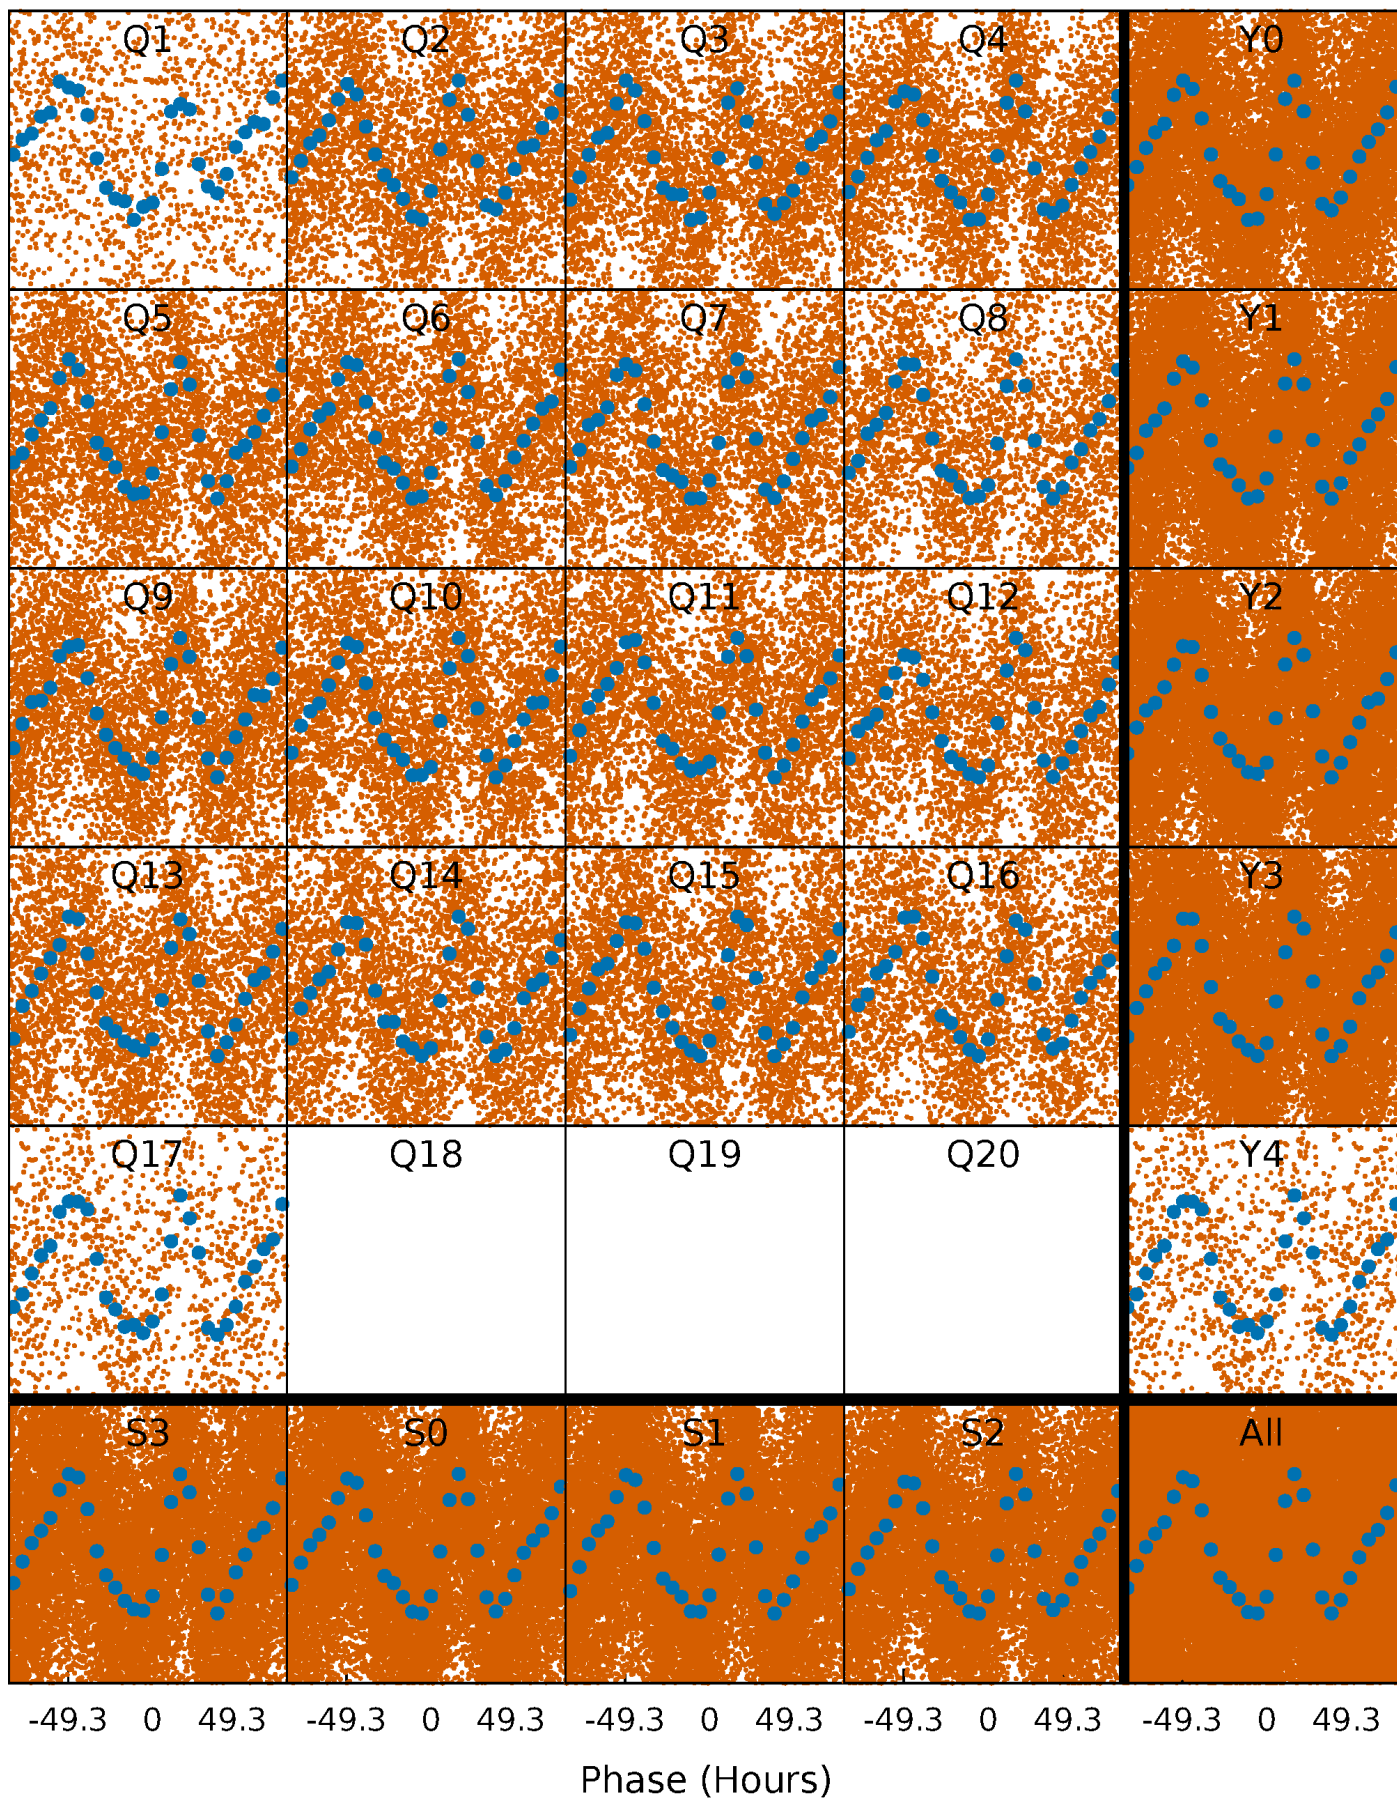 Q1 Q2 Q3 Q4 Y0
Q5 Q6 Q7 Q8 Y1
Q9 Q10 Q11 Q12 Y2
Q13 Q14 Q15 Q16 Y3
Q17 Q18 Q19 Q20 Y4
S3 S0 S1 S2 All
-49.3 0 49.3 -49.3 0 49.3 -49.3 0 49.3 -49.3 0 49.3 -49.3 0 49.3
Phase (Hours)